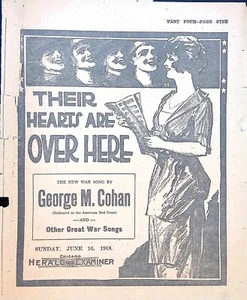 PART FOUR—PAGE FIVE
THEIR
HEARTS ARE
OVER HERE
THE NEW WAR SONG BY
George M. Cohan
(Dedicated to the American Red Cross)
—AND—
Other Great War Songs
SUNDAY, JUNE 16, 1918.
CHICAGO
HERALD AND EXAMINER